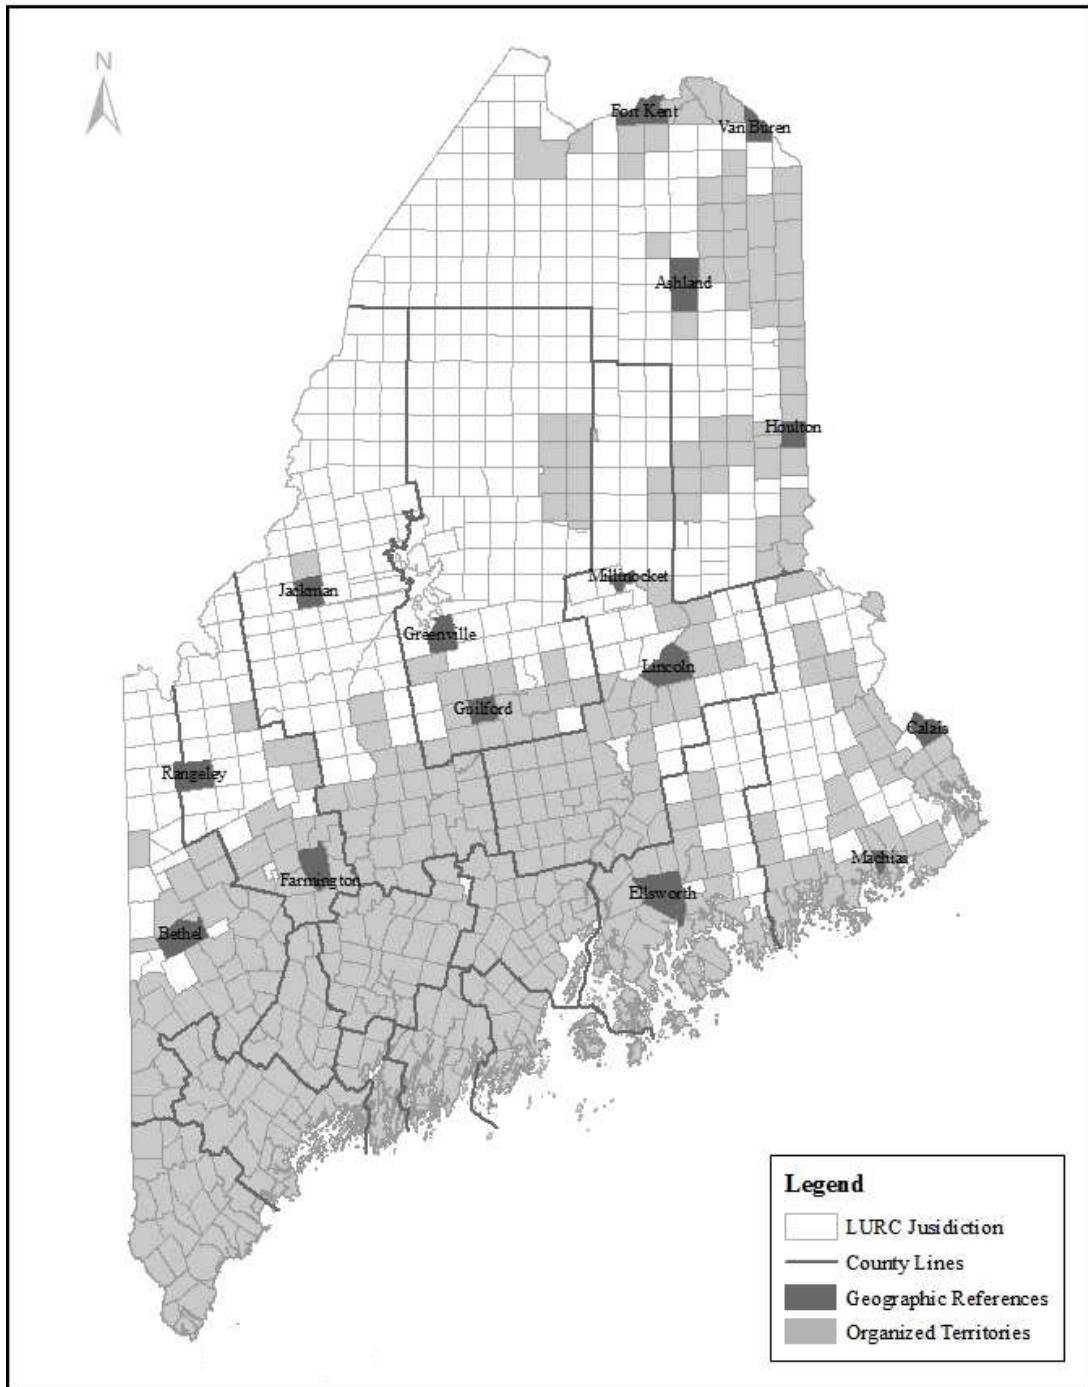 N
Fort Kent
Van Buren
Ashland
Houlton
Jackman
Millinocket
Greenville
Lincoln
Guilford
Calais
Rangeley
Machias
Farmington
Ellsworth
Bethel
Legend
LURC Jusidiction
County Lines
Geographic References
Organized Territories